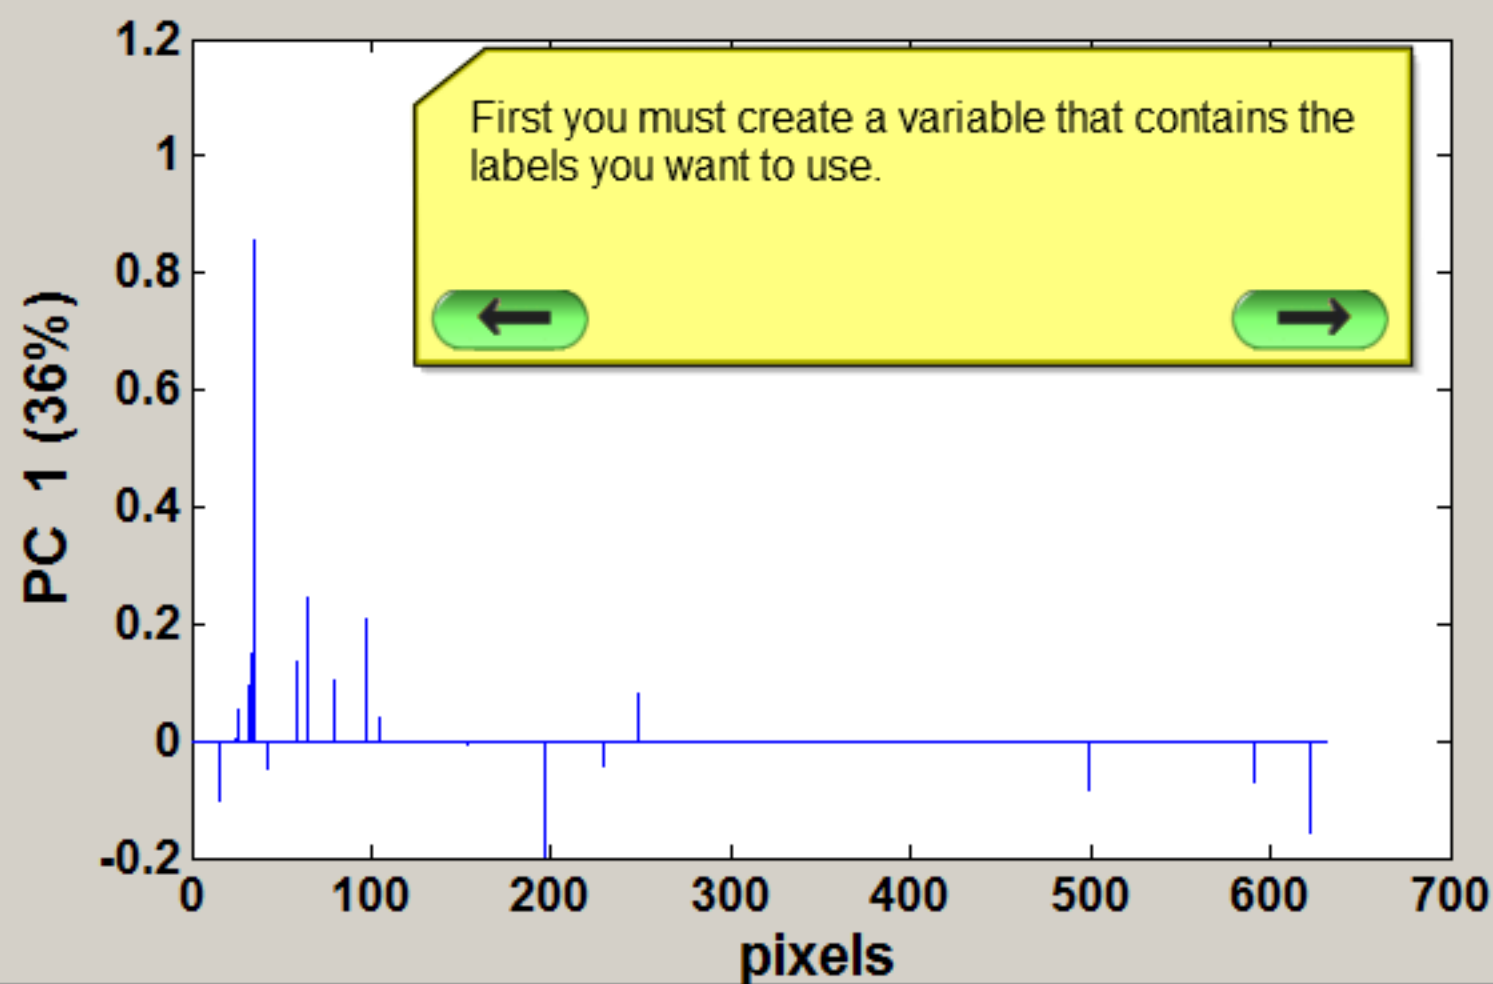 1.2
First you must create a variable that contains the
labels you want to use.
1
0.8
0.6
0.4
0.2
0
-0.2
PC 1 (36%)
0 100 200 300 400 500 600 700
pixels